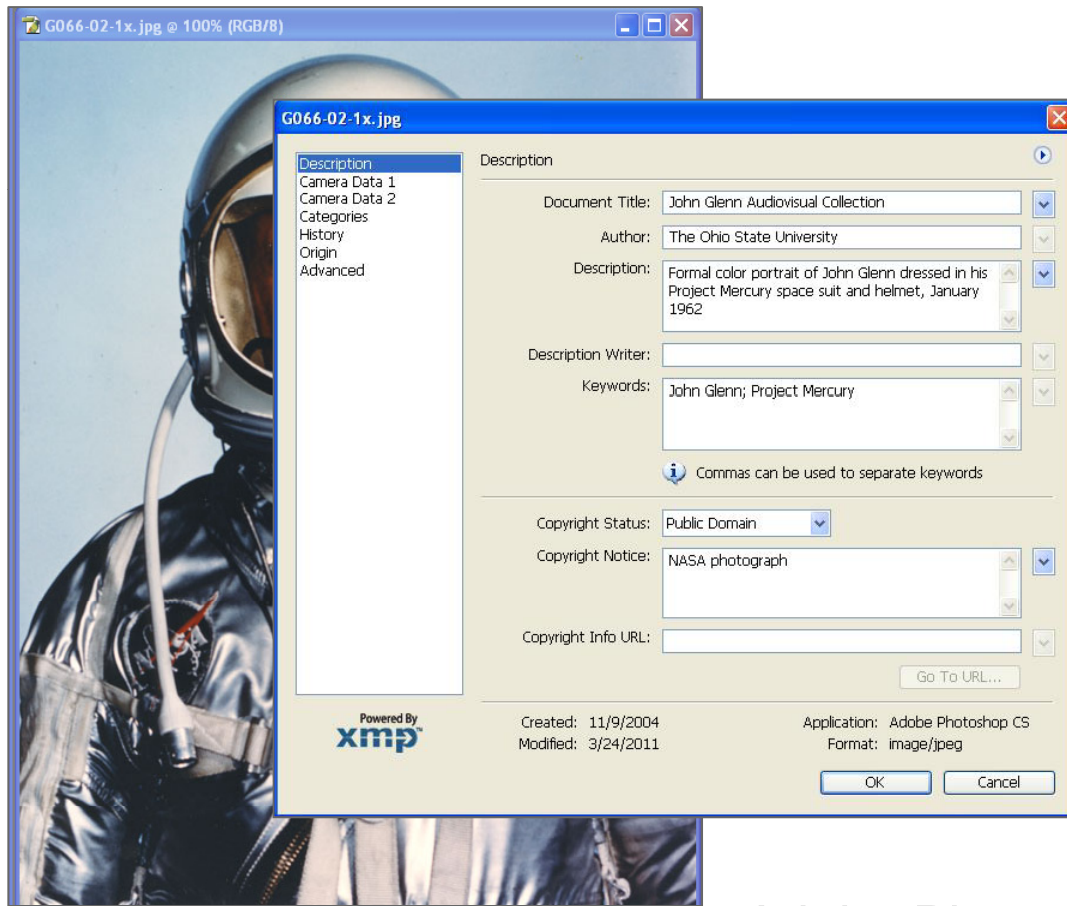 G066-02-1x.jpg @ 100% (RGB/8)
G066-02-1x.jpg
Description
Camera Data 1
Camera Data 2
Categories
History
Origin
Advanced
Description
Document Title: John Glenn Audiovisual Collection
Author: The Ohio State University
Description: Formal color portrait of John Glenn dressed in his
Project Mercury space suit and helmet, January
1962
Description Writer:
Keywords: John Glenn; Project Mercury
Commas can be used to separate keywords
Copyright Status: Public Domain
Copyright Notice: NASA photograph
Copyright Info URL:
Go To URL...
Powered By
xmp™
Created: 11/9/2004
Modified: 3/24/2011
Application: Adobe Photoshop CS
Format: image/jpeg
OK
Cancel
NASA